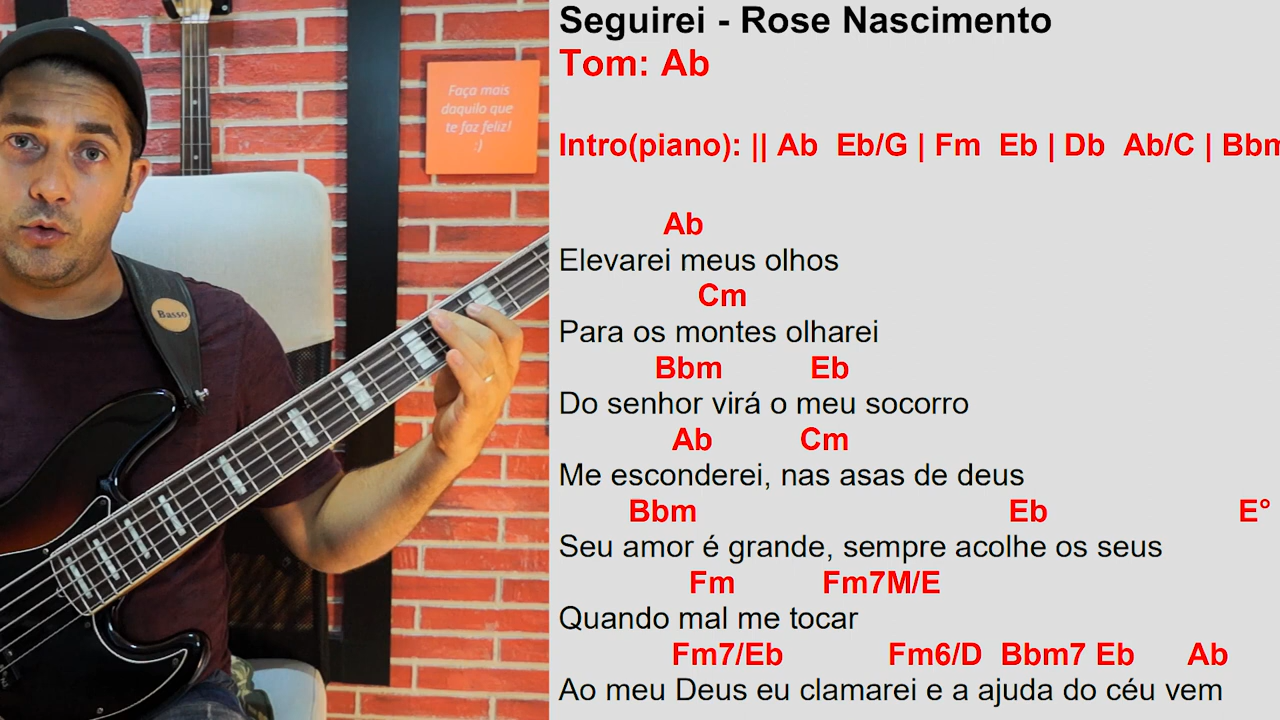 Seguirei - Rose Nascimento
Tom: Ab
Faça mais
daquilo que
te faz feliz!
:)
Intro(piano): || Ab Eb/G | Fm Eb | Db Ab/C | Bbm
Ab
Elevarei meus olhos
Cm
Para os montes olharei
Bbm Eb
Do senhor virá o meu socorro
Ab Cm
Me esconderei, nas asas de deus
Bbm Eb E°
Seu amor é grande, sempre acolhe os seus
Fm Fm7M/E
Quando mal me tocar
Fm7/Eb Fm6/D Bbm7 Eb Ab
Ao meu Deus eu clamarei e a ajuda do céu vem
Basso